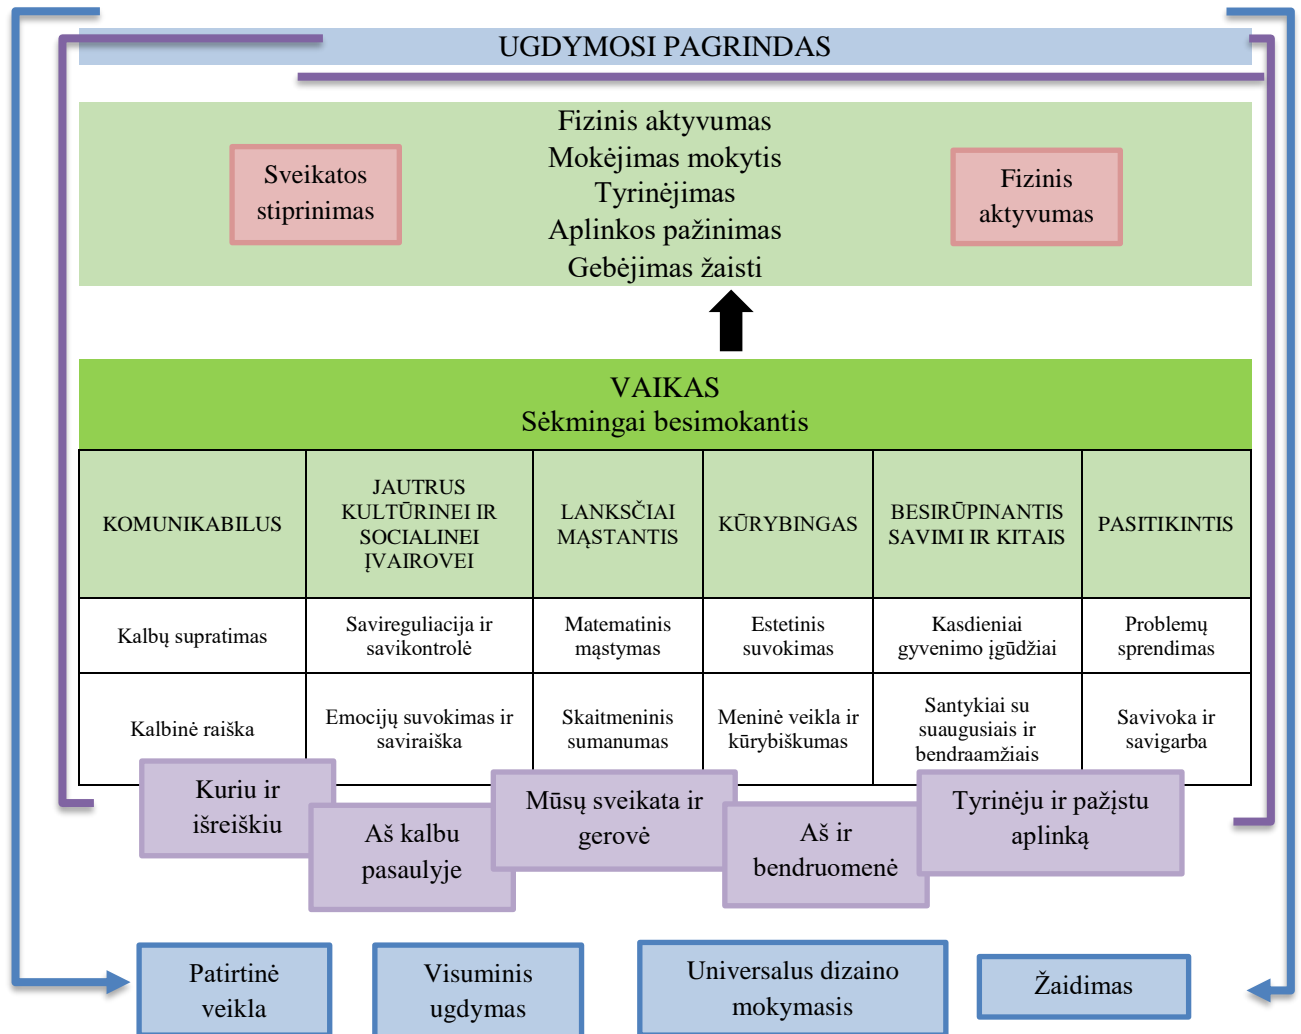 UGDYMOSI PAGRINDAS
Fizinis aktyvumas
Mokėjimas mokytis
Tyrinėjimas
Aplinkos pažinimas
Gebėjimas žaisti
Sveikatos
stiprinimas
Fizinis
aktyvumas
VAIKAS
Sėkmingai besimokantis
KOMUNIKABILUS
JAUTRUS
KULTŪRINEI IR
SOCIALINEI
ĮVAIROVEI
LANKSČIAI
MĄSTANTIS
KŪRYBINGAS
BESIRŪPINANTIS
SAVIMI IR KITAIS
PASITIKINTIS
Kalbų supratimas
Savireguliacija ir
savikontrolė
Matematinis
mąstymas
Estetinis
suvokimas
Kasdieniai
gyvenimo įgūdžiai
Problemų
sprendimas
Kalbinė raiška
Emocijų suvokimas ir
saviraiška
Skaitmeninis
sumanumas
Meninė veikla ir
kūrybiškumas
Santykiai su
suaugusiais ir
bendraamžiais
Savivoka ir
savigarba
Kuriu ir
išreiškiu
Aš kalbu
pasaulyje
Mūsų sveikata ir
gerovė
Aš ir
bendruomenė
Tyrinėju ir pažįstu
aplinką
Patirtinė
veikla
Visuminis
ugdymas
Universalus dizaino
mokymasis
Žaidimas